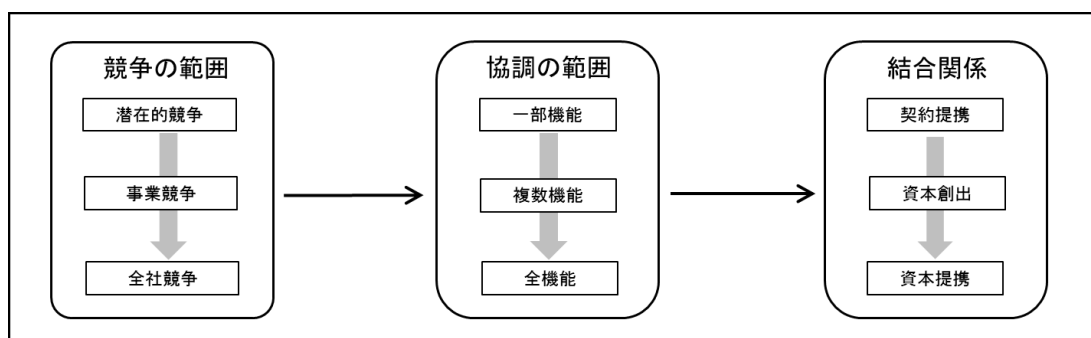 競争の範囲
潜在的競争
事業競争
全社競争
協調の範囲
一部機能
複数機能
全機能
結合関係
契約提携
資本創出
資本提携